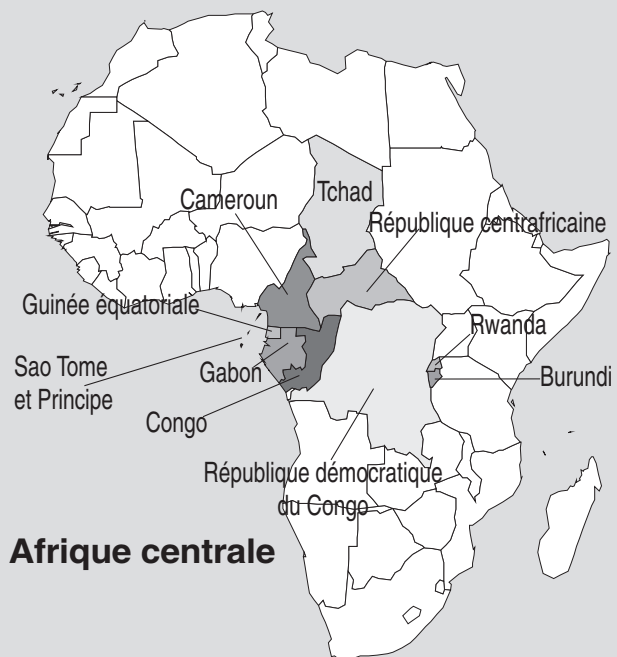 Tchad
Cameroun
République centrafricaine
Guinée équatoriale
Rwanda
Sao Tome
et Principe
Gabon
Burundi
Congo
République démocratique
du Congo
Afrique centrale